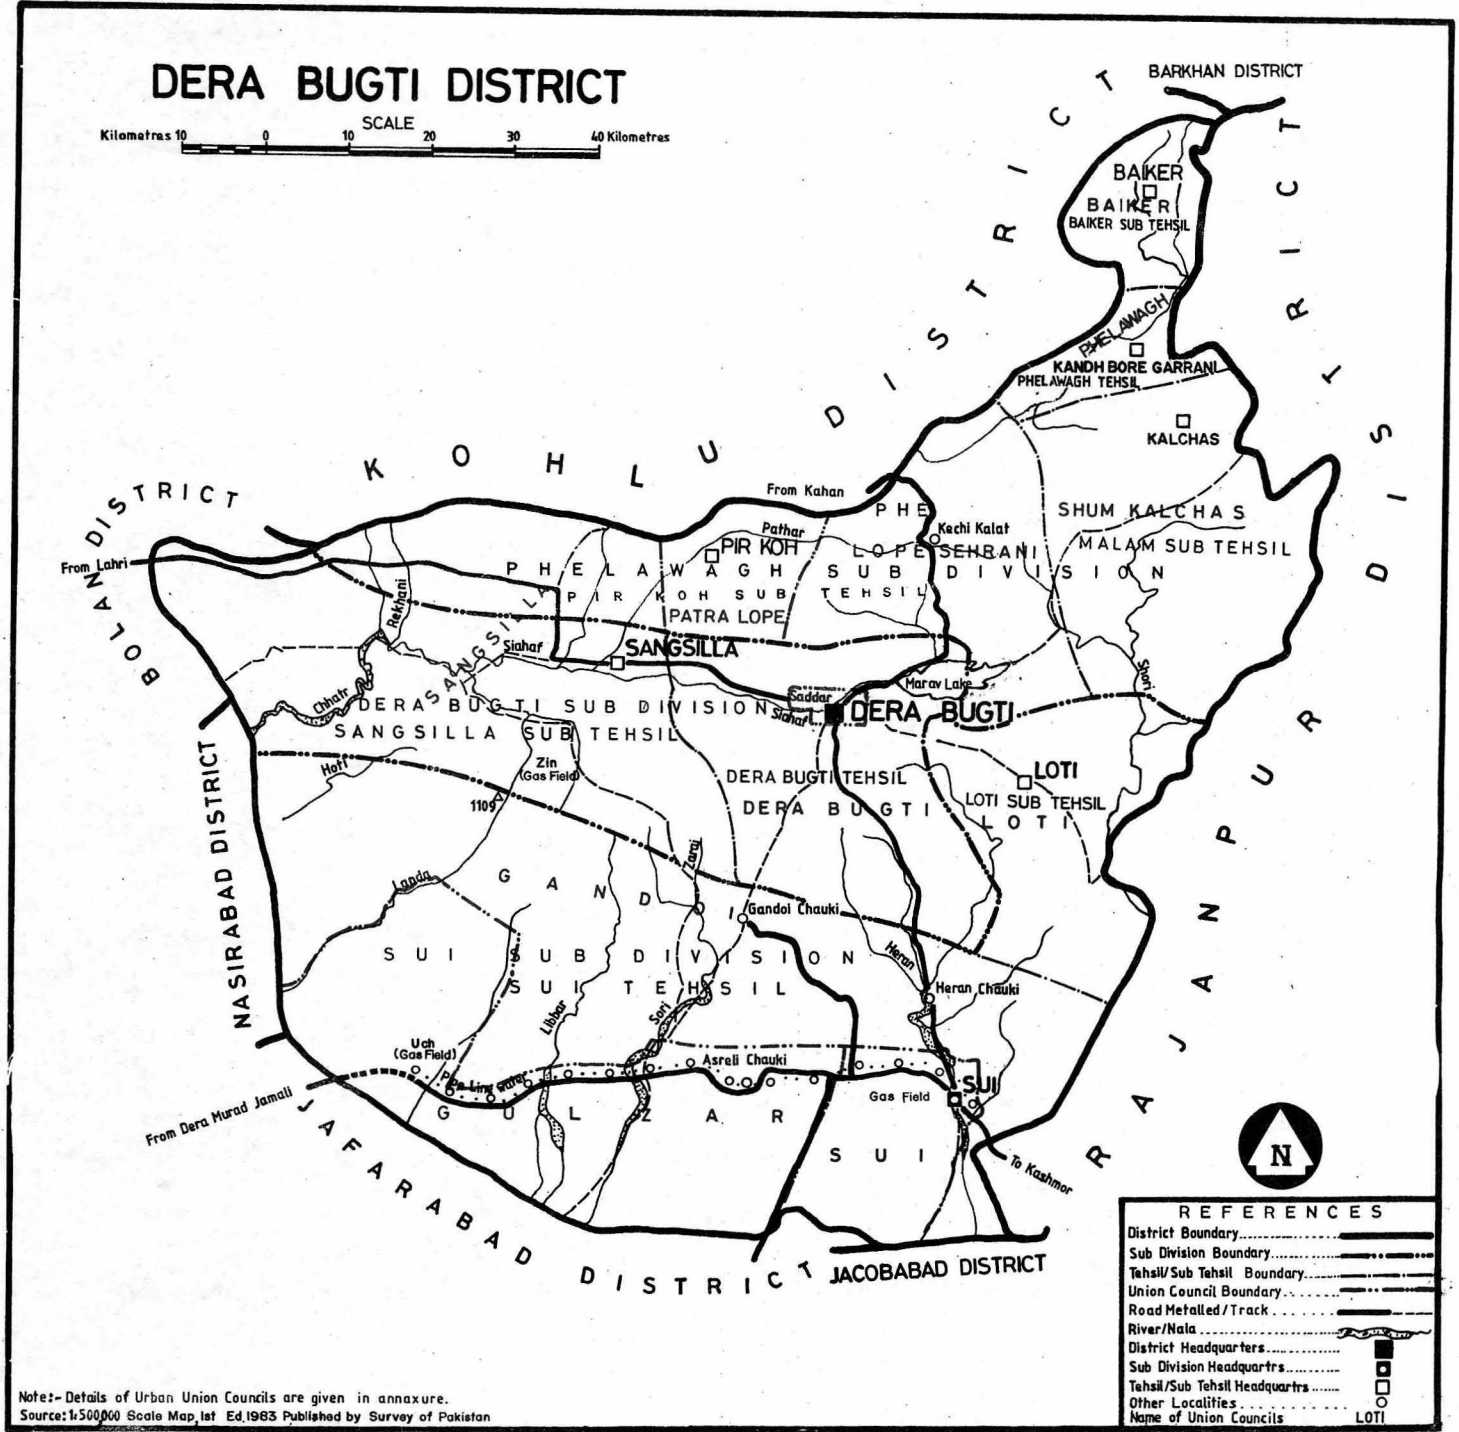 DERA BUGTI DISTRICT
SCALE
Kilometres 10 0 10 20 30 40 Kilometres
BARKHAN DISTRICT
KOHLU DISTRICT
BOLAN DISTRICT
NASIRABAD DISTRICT
JAFARABAD DISTRICT
JACOBABAD DISTRICT
RAJANPUR DISTRICT
BAIKER
BAIKER
BAIKER SUB TEHSIL
PHELAWAGH
KANDH BORE GARRANI
PHELAWAGH TEHSIL
KALCHAS
From Kahan
From Lahri
PHE
Kechi Kalat
SHUM KALCHAS
Pathar
PIR KOH
LOPE SEHRANI
MALAM SUB TEHSIL
PHELAWAGH SUB DIVISION
PIR KOH SUB TEHSIL
PATRA LOPE
Rekhani
SANGSILLA
Siahaf
SANGSILLA
Marav Lake
Shori
Saddar
Chhatr
DERA BUGTI SUB DIVISION
Siahaf
DERA BUGTI
SANGSILLA SUB TEHSIL
Hoti
Zin
(Gas Field)
1109
DERA BUGTI TEHSIL
DERA BUGTI
LOTI
LOTI SUB TEHSIL
LOTI
Zaraj
Landa
GANDOI
Gandoi Chauki
SUI SUB DIVISION
SUI TEHSIL
Heran
Heran Chauki
Libbar
Sori
Uch
(Gas Field)
Pipe Line water
Asreli Chauki
SUI
Gas Field
GULZAR
SUI
From Dera Murad Jamali
To Kashmor
N
REFERENCES
District Boundary
Sub Division Boundary
Tehsil/Sub Tehsil Boundary
Union Council Boundary
Road Metalled/Track
River/Nala
District Headquarters
Sub Division Headquartrs
Tehsil/Sub Tehsil Headquartrs
Other Localities
Name of Union Councils LOTI
Note:- Details of Urban Union Councils are given in annaxure.
Source: 1:500,000 Scale Map, Ist Ed. 1983 Published by Survey of Pakistan